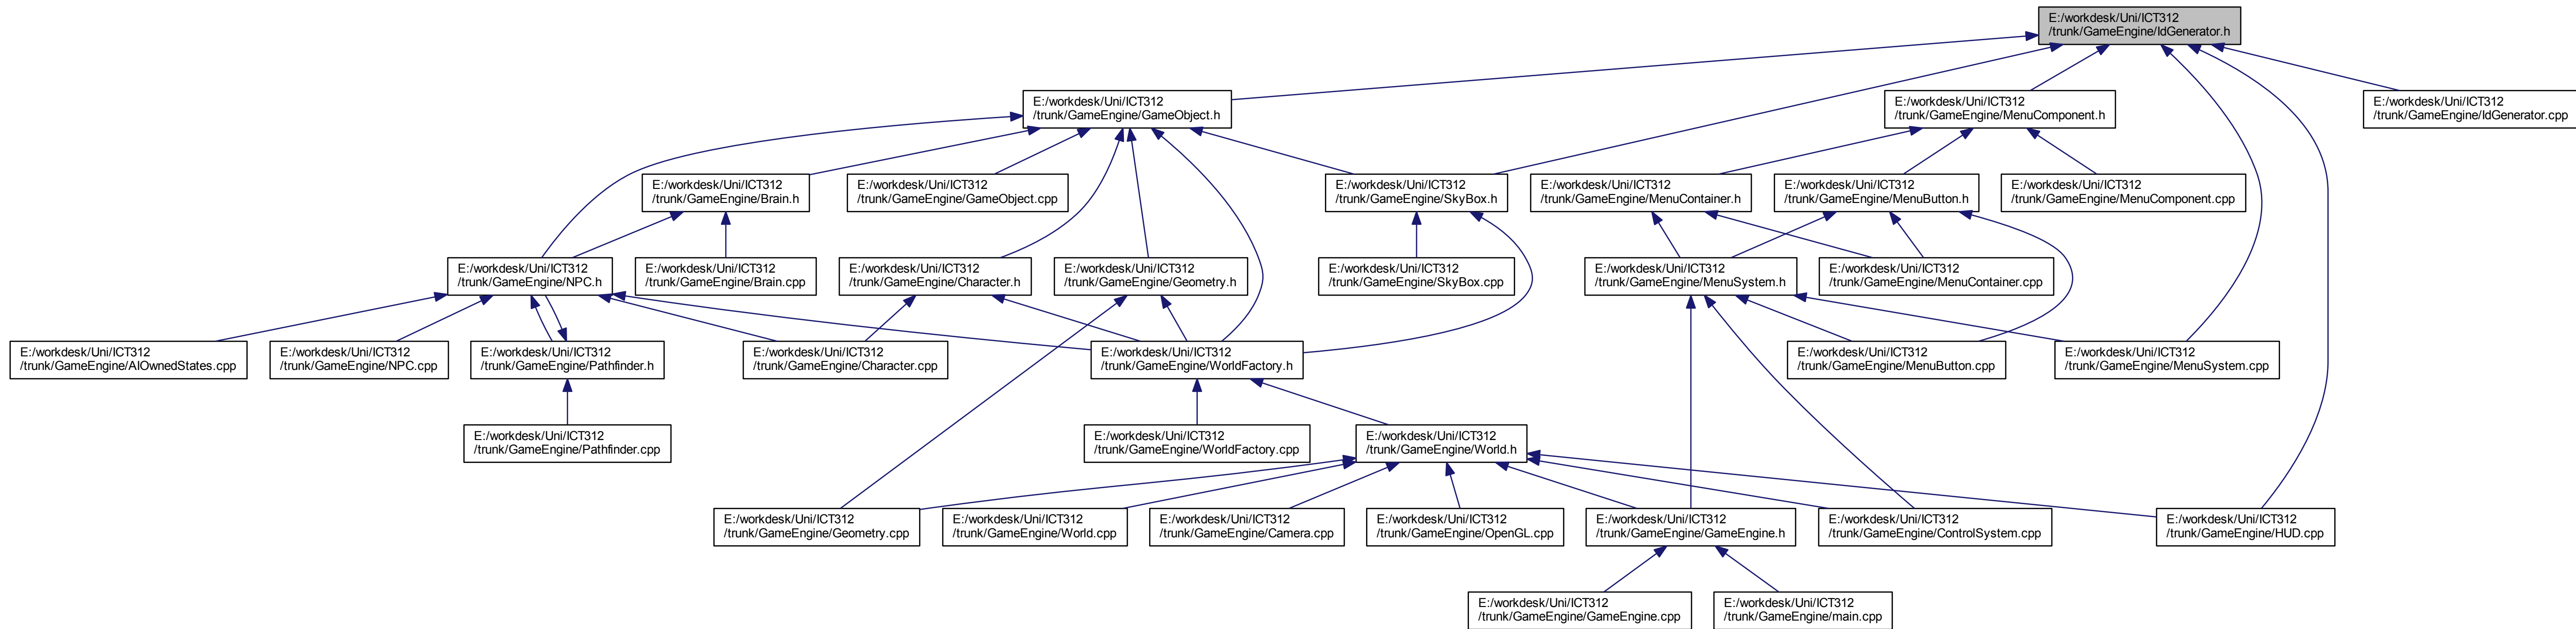 E:/workdesk/Uni/ICT312
/trunk/GameEngine/IdGenerator.h
E:/workdesk/Uni/ICT312
/trunk/GameEngine/GameObject.h
E:/workdesk/Uni/ICT312
/trunk/GameEngine/MenuComponent.h
E:/workdesk/Uni/ICT312
/trunk/GameEngine/IdGenerator.cpp
E:/workdesk/Uni/ICT312
/trunk/GameEngine/Brain.h
E:/workdesk/Uni/ICT312
/trunk/GameEngine/GameObject.cpp
E:/workdesk/Uni/ICT312
/trunk/GameEngine/SkyBox.h
E:/workdesk/Uni/ICT312
/trunk/GameEngine/MenuContainer.h
E:/workdesk/Uni/ICT312
/trunk/GameEngine/MenuButton.h
E:/workdesk/Uni/ICT312
/trunk/GameEngine/MenuComponent.cpp
E:/workdesk/Uni/ICT312
/trunk/GameEngine/NPC.h
E:/workdesk/Uni/ICT312
/trunk/GameEngine/Brain.cpp
E:/workdesk/Uni/ICT312
/trunk/GameEngine/Character.h
E:/workdesk/Uni/ICT312
/trunk/GameEngine/Geometry.h
E:/workdesk/Uni/ICT312
/trunk/GameEngine/SkyBox.cpp
E:/workdesk/Uni/ICT312
/trunk/GameEngine/MenuSystem.h
E:/workdesk/Uni/ICT312
/trunk/GameEngine/MenuContainer.cpp
E:/workdesk/Uni/ICT312
/trunk/GameEngine/AIOwnedStates.cpp
E:/workdesk/Uni/ICT312
/trunk/GameEngine/NPC.cpp
E:/workdesk/Uni/ICT312
/trunk/GameEngine/Pathfinder.h
E:/workdesk/Uni/ICT312
/trunk/GameEngine/Character.cpp
E:/workdesk/Uni/ICT312
/trunk/GameEngine/WorldFactory.h
E:/workdesk/Uni/ICT312
/trunk/GameEngine/MenuButton.cpp
E:/workdesk/Uni/ICT312
/trunk/GameEngine/MenuSystem.cpp
E:/workdesk/Uni/ICT312
/trunk/GameEngine/Pathfinder.cpp
E:/workdesk/Uni/ICT312
/trunk/GameEngine/WorldFactory.cpp
E:/workdesk/Uni/ICT312
/trunk/GameEngine/World.h
E:/workdesk/Uni/ICT312
/trunk/GameEngine/Geometry.cpp
E:/workdesk/Uni/ICT312
/trunk/GameEngine/World.cpp
E:/workdesk/Uni/ICT312
/trunk/GameEngine/Camera.cpp
E:/workdesk/Uni/ICT312
/trunk/GameEngine/OpenGL.cpp
E:/workdesk/Uni/ICT312
/trunk/GameEngine/GameEngine.h
E:/workdesk/Uni/ICT312
/trunk/GameEngine/ControlSystem.cpp
E:/workdesk/Uni/ICT312
/trunk/GameEngine/HUD.cpp
E:/workdesk/Uni/ICT312
/trunk/GameEngine/GameEngine.cpp
E:/workdesk/Uni/ICT312
/trunk/GameEngine/main.cpp